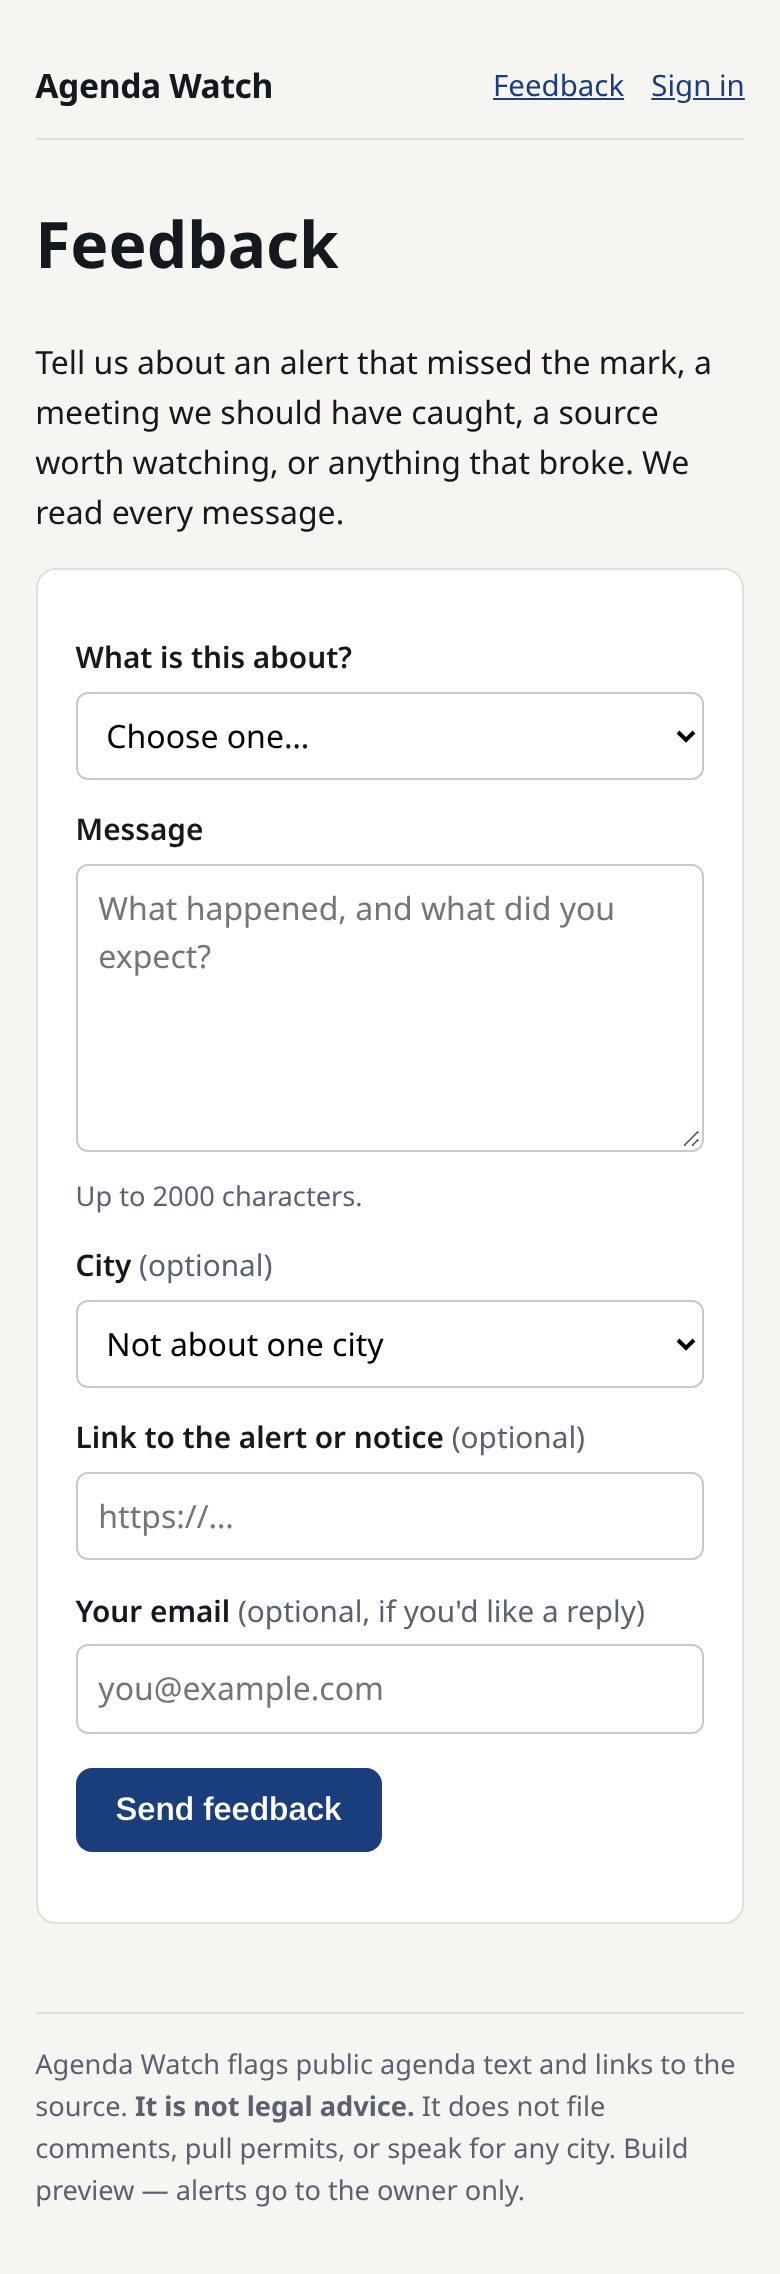 Agenda Watch
Feedback
Sign in
Feedback
Tell us about an alert that missed the mark, a
meeting we should have caught, a source
worth watching, or anything that broke. We
read every message.
What is this about?
Choose one...
Message
What happened, and what did you
expect?
Up to 2000 characters.
City (optional)
Not about one city
Link to the alert or notice (optional)
https://...
Your email (optional, if you'd like a reply)
you@example.com
Send feedback
Agenda Watch flags public agenda text and links to the
source. It is not legal advice. It does not file
comments, pull permits, or speak for any city. Build
preview — alerts go to the owner only.